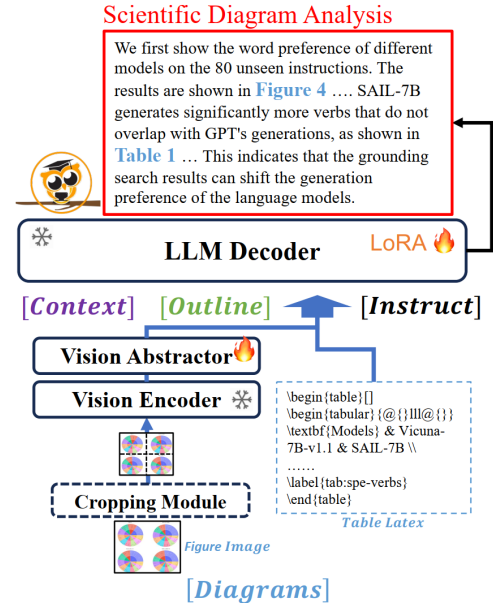 Scientific Diagram Analysis
We first show the word preference of different
models on the 80 unseen instructions. The
results are shown in Figure 4 …. SAIL-7B
generates significantly more verbs that do not
overlap with GPT's generations, as shown in
Table 1 … This indicates that the grounding
search results can shift the generation
preference of the language models.
LLM Decoder
LoRA
[Context] [Outline] [Instruct]
Vision Abstractor
Vision Encoder
Cropping Module
Figure Image
\begin{table}[]
\begin{tabular}{@{}lll@{}}
\textbf{Models} & Vicuna-
7B-v1.1 & SAIL-7B \\
……
\label{tab:spe-verbs}
\end{table}
Table Latex
[Diagrams]